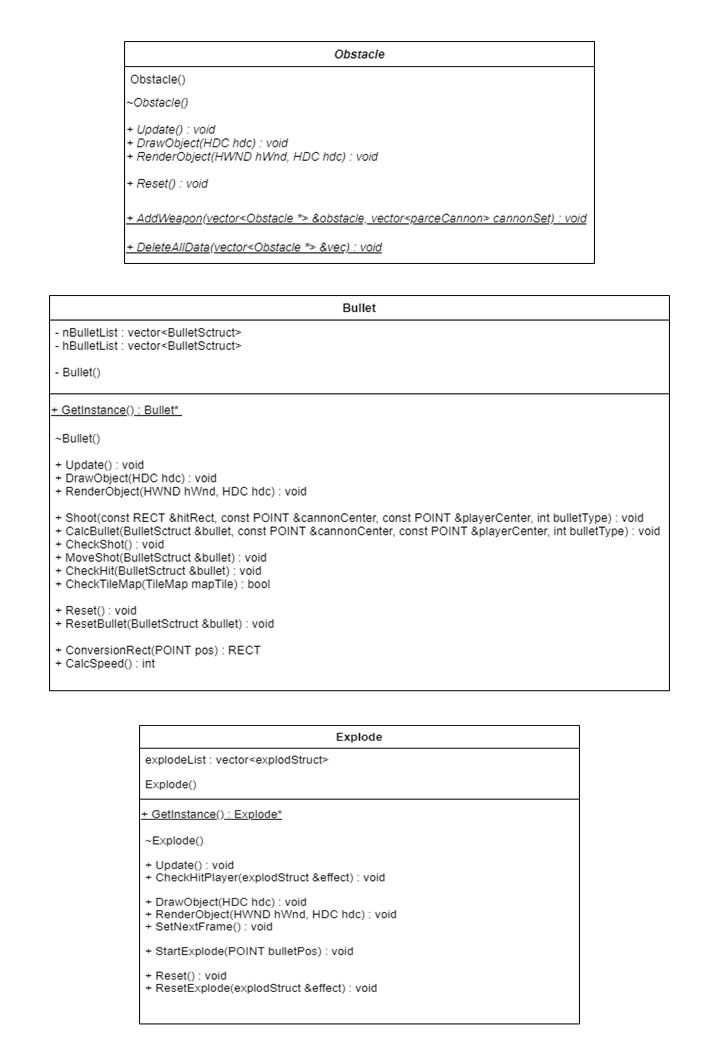 Obstacle
Obstacle()
~Obstacle()
+ Update() : void
+ DrawObject(HDC hdc) : void
+ RenderObject(HWND hWnd, HDC hdc) : void
+ Reset() : void
+ AddWeapon(vector<Obstacle *> &obstacle, vector<parceCannon> cannonSet) : void
+ DeleteAllData(vector<Obstacle *> &vec) : void
Bullet
- nBulletList : vector<BulletSctruct>
- hBulletList : vector<BulletSctruct>
- Bullet()
+ GetInstance() : Bullet*
~Bullet()
+ Update() : void
+ DrawObject(HDC hdc) : void
+ RenderObject(HWND hWnd, HDC hdc) : void
+ Shoot(const RECT &hitRect, const POINT &cannonCenter, const POINT &playerCenter, int bulletType) : void
+ CalcBullet(BulletSctruct &bullet, const POINT &cannonCenter, const POINT &playerCenter, int bulletType) : void
+ CheckShot() : void
+ MoveShot(BulletSctruct &bullet) : void
+ CheckHit(BulletSctruct &bullet) : void
+ CheckTileMap(TileMap mapTile) : bool
+ Reset() : void
+ ResetBullet(BulletSctruct &bullet) : void
+ ConversionRect(POINT pos) : RECT
+ CalcSpeed() : int
Explode
explodeList : vector<explodStruct>
Explode()
+ GetInstance() : Explode*
~Explode()
+ Update() : void
+ CheckHitPlayer(explodStruct &effect) : void
+ DrawObject(HDC hdc) : void
+ RenderObject(HWND hWnd, HDC hdc) : void
+ SetNextFrame() : void
+ StartExplode(POINT bulletPos) : void
+ Reset() : void
+ ResetExplode(explodStruct &effect) : void